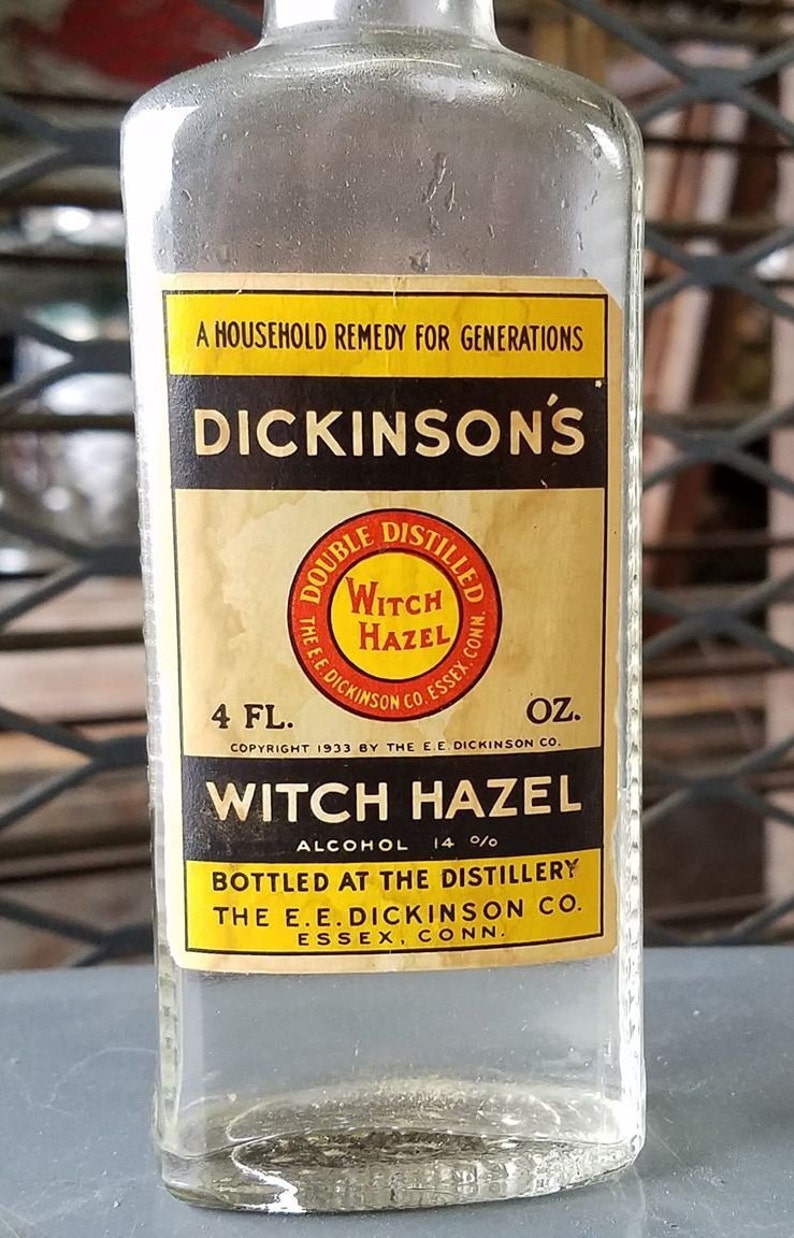 A HOUSEHOLD REMEDY FOR GENERATIONS
DICKINSON'S
DOUBLE DISTILLED
WITCH
HAZEL
THE E.E. DICKINSON CO. ESSEX, CONN.
4 FL. OZ.
COPYRIGHT 1933 BY THE E.E. DICKINSON CO.
WITCH HAZEL
ALCOHOL 14 %
BOTTLED AT THE DISTILLERY
THE E.E. DICKINSON CO.
ESSEX, CONN.